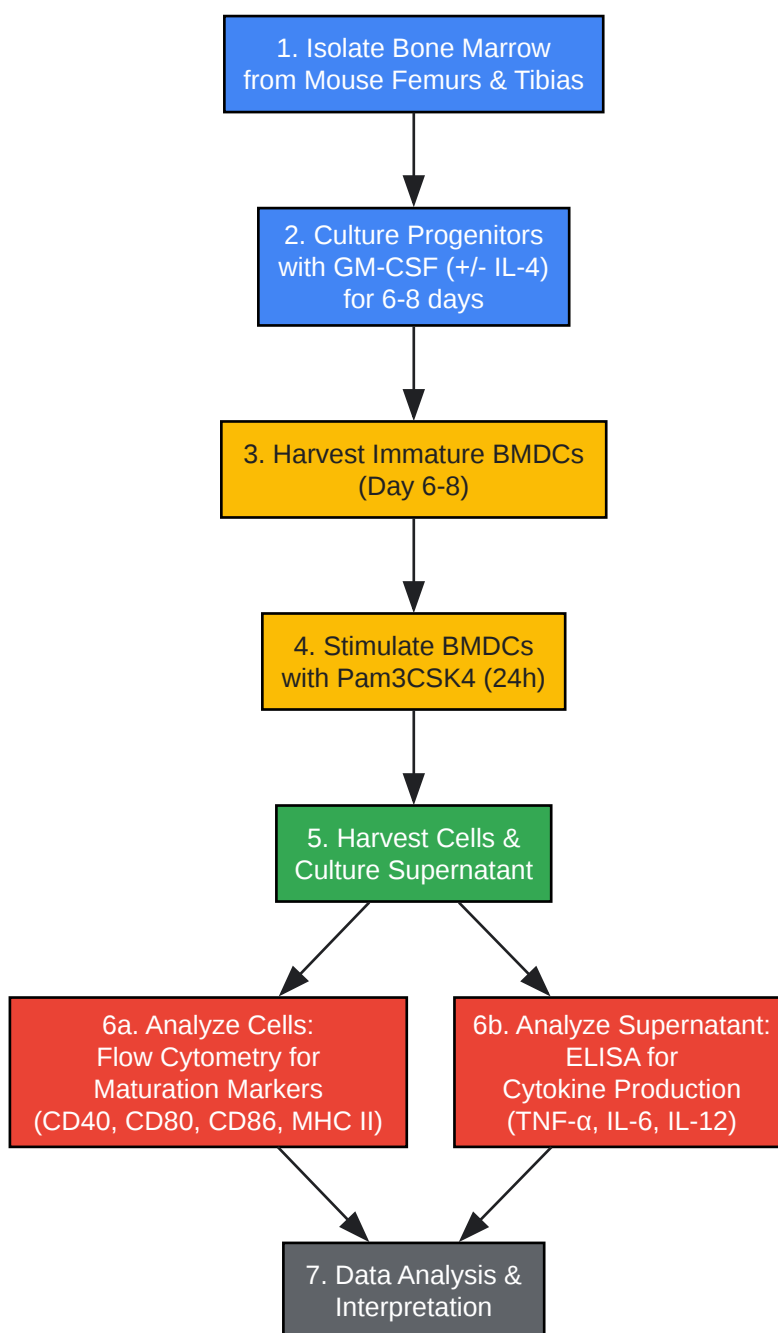 1. Isolate Bone Marrow
from Mouse Femurs & Tibias
2. Culture Progenitors
with GM-CSF (+/- IL-4)
for 6-8 days
3. Harvest Immature BMDCs
(Day 6-8)
4. Stimulate BMDCs
with Pam3CSK4 (24h)
5. Harvest Cells &
Culture Supernatant
6a. Analyze Cells:
Flow Cytometry for
Maturation Markers
(CD40, CD80, CD86, MHC II)
6b. Analyze Supernatant:
ELISA for
Cytokine Production
(TNF-α, IL-6, IL-12)
7. Data Analysis &
Interpretation